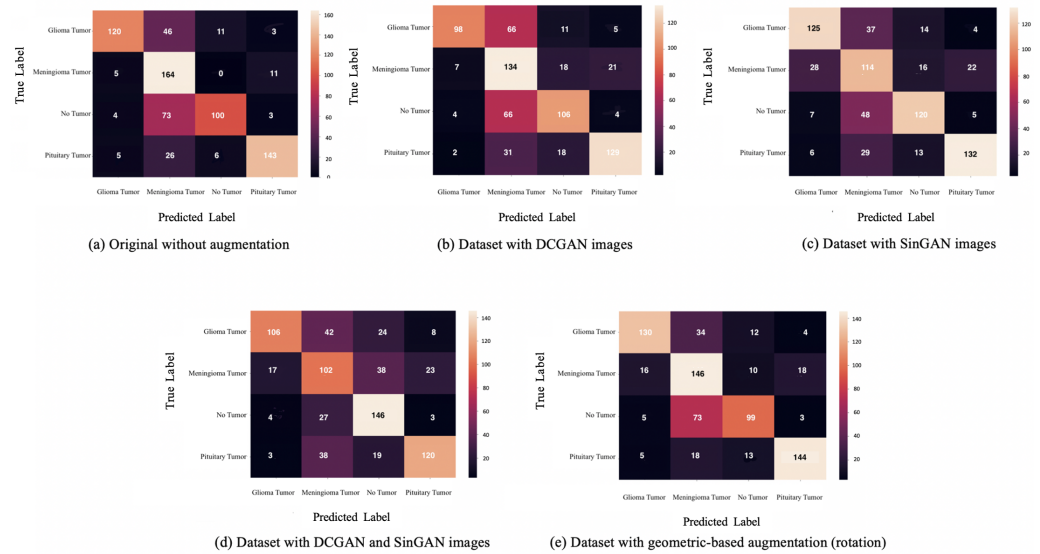 Glioma Tumor 120 46 11 3
Meningioma Tumor 5 164 0 11
No Tumor 4 73 100 3
Pituitary Tumor 5 26 6 143
160
140
120
100
80
60
40
20
0
True Label
Glioma Tumor Meningioma Tumor No Tumor Pituitary Tumor
Predicted Label
(a) Original without augmentation
Glioma Tumor 98 66 11 5
Meningioma Tumor 7 134 18 21
No Tumor 4 66 106 4
Pituitary Tumor 2 31 18 129
120
100
80
60
40
20
True Label
Glioma Tumor Meningioma Tumor No Tumor Pituitary Tumor
Predicted Label
(b) Dataset with DCGAN images
Glioma Tumor 125 37 14 4
Meningioma Tumor 28 114 16 22
No Tumor 7 48 120 5
Pituitary Tumor 6 29 13 132
120
100
80
60
40
20
True Label
Glioma Tumor Meningioma Tumor No Tumor Pituitary Tumor
Predicted Label
(c) Dataset with SinGAN images
Glioma Tumor 106 42 24 8
Meningioma Tumor 17 102 38 23
No Tumor 4 27 146 3
Pituitary Tumor 3 38 19 120
140
120
100
80
60
40
20
True Label
Glioma Tumor Meningioma Tumor No Tumor Pituitary Tumor
Predicted Label
(d) Dataset with DCGAN and SinGAN images
Glioma Tumor 130 34 12 4
Meningioma Tumor 16 146 10 18
No Tumor 5 73 99 3
Pituitary Tumor 5 18 13 144
140
120
100
80
60
40
20
True Label
Glioma Tumor Meningioma Tumor No Tumor Pituitary Tumor
Predicted Label
(e) Dataset with geometric-based augmentation (rotation)